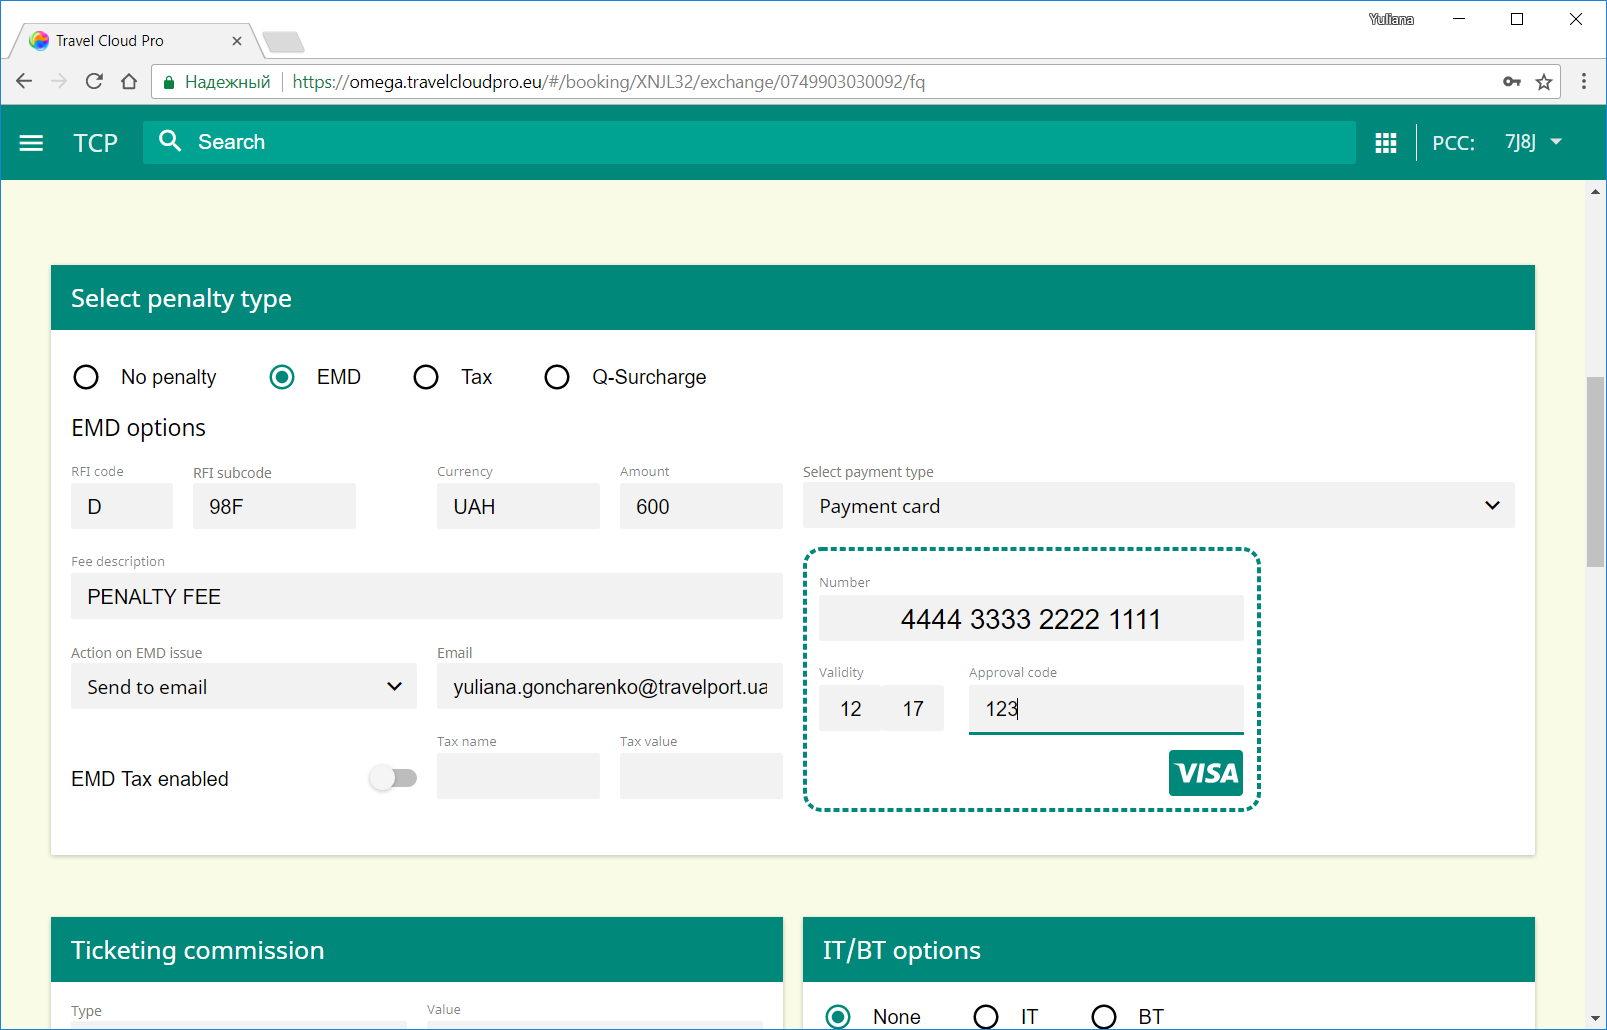 Yuliana
Travel Cloud Pro
Надежный
https://omega.travelcloudpro.eu/#/booking/XNJL32/exchange/0749903030092/fq
TCP
Search
PCC:
7J8J
Select penalty type
No penalty
EMD
Tax
Q-Surcharge
EMD options
RFI code
RFI subcode
Currency
Amount
Select payment type
D
98F
UAH
600
Payment card
Fee description
PENALTY FEE
Number
4444 3333 2222 1111
Action on EMD issue
Email
Send to email
yuliana.goncharenko@travelport.ua
Validity
Approval code
12
17
123
Tax name
Tax value
EMD Tax enabled
VISA
Ticketing commission
IT/BT options
Type
Value
None
IT
BT